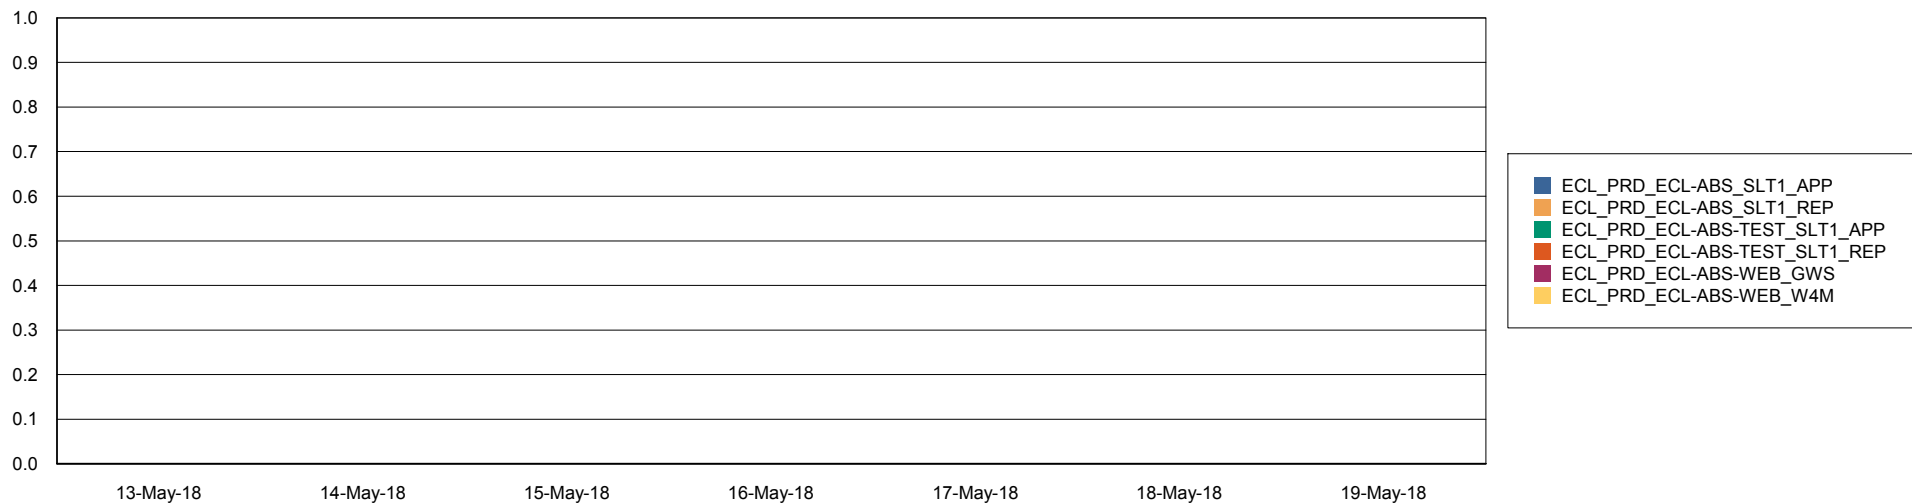 1.0
0.9
0.8
0.7
0.6
0.5
0.4
0.3
0.2
0.1
0.0
13-May-18 14-May-18 15-May-18 16-May-18 17-May-18 18-May-18 19-May-18
ECL_PRD_ECL-ABS_SLT1_APP
ECL_PRD_ECL-ABS_SLT1_REP
ECL_PRD_ECL-ABS-TEST_SLT1_APP
ECL_PRD_ECL-ABS-TEST_SLT1_REP
ECL_PRD_ECL-ABS-WEB_GWS
ECL_PRD_ECL-ABS-WEB_W4M